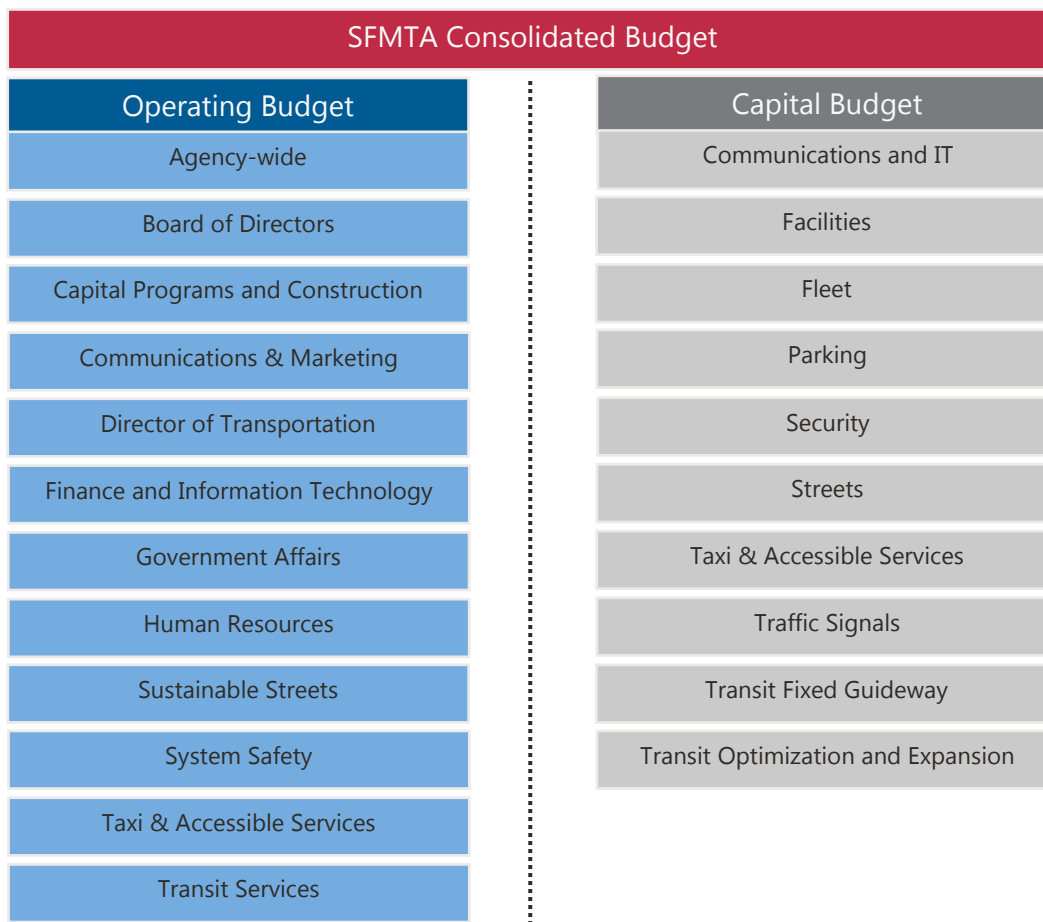 SFMTA Consolidated Budget
Operating Budget
Agency-wide
Board of Directors
Capital Programs and Construction
Communications & Marketing
Director of Transportation
Finance and Information Technology
Government Affairs
Human Resources
Sustainable Streets
System Safety
Taxi & Accessible Services
Transit Services
Capital Budget
Communications and IT
Facilities
Fleet
Parking
Security
Streets
Taxi & Accessible Services
Traffic Signals
Transit Fixed Guideway
Transit Optimization and Expansion